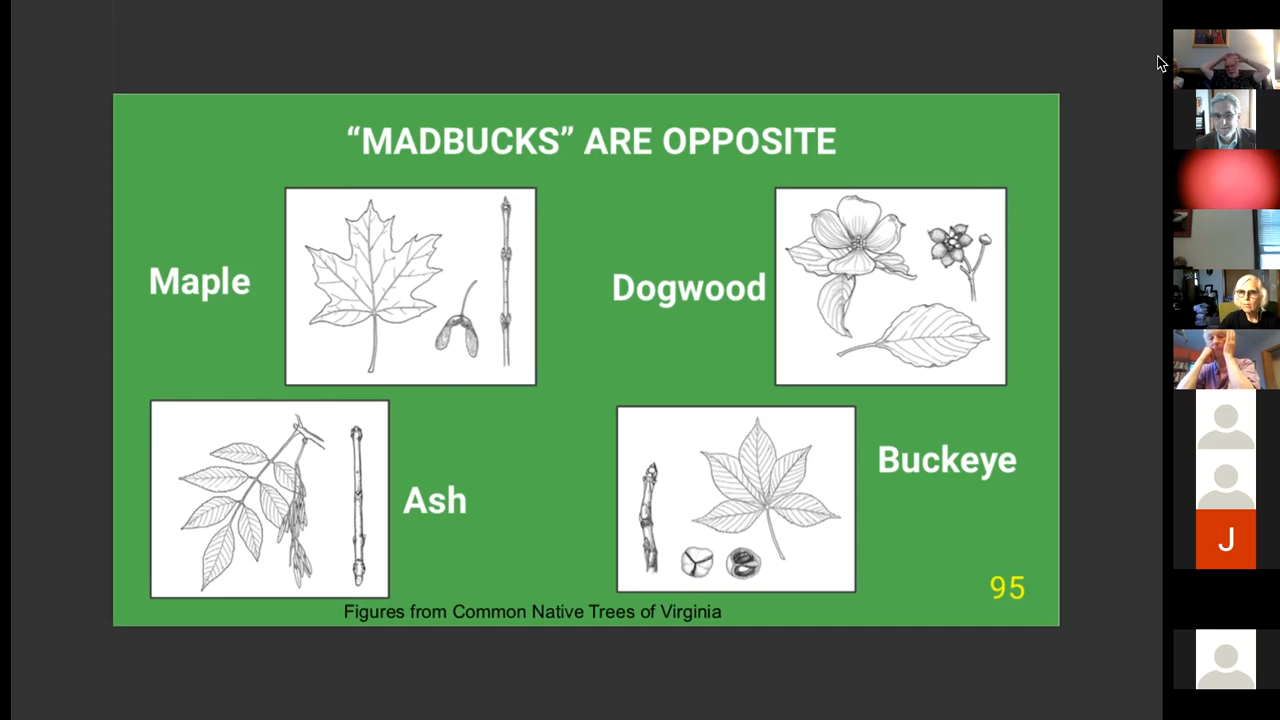 “MADBUCKS” ARE OPPOSITE
Maple
Dogwood
Ash
Buckeye
95
Figures from Common Native Trees of Virginia
J